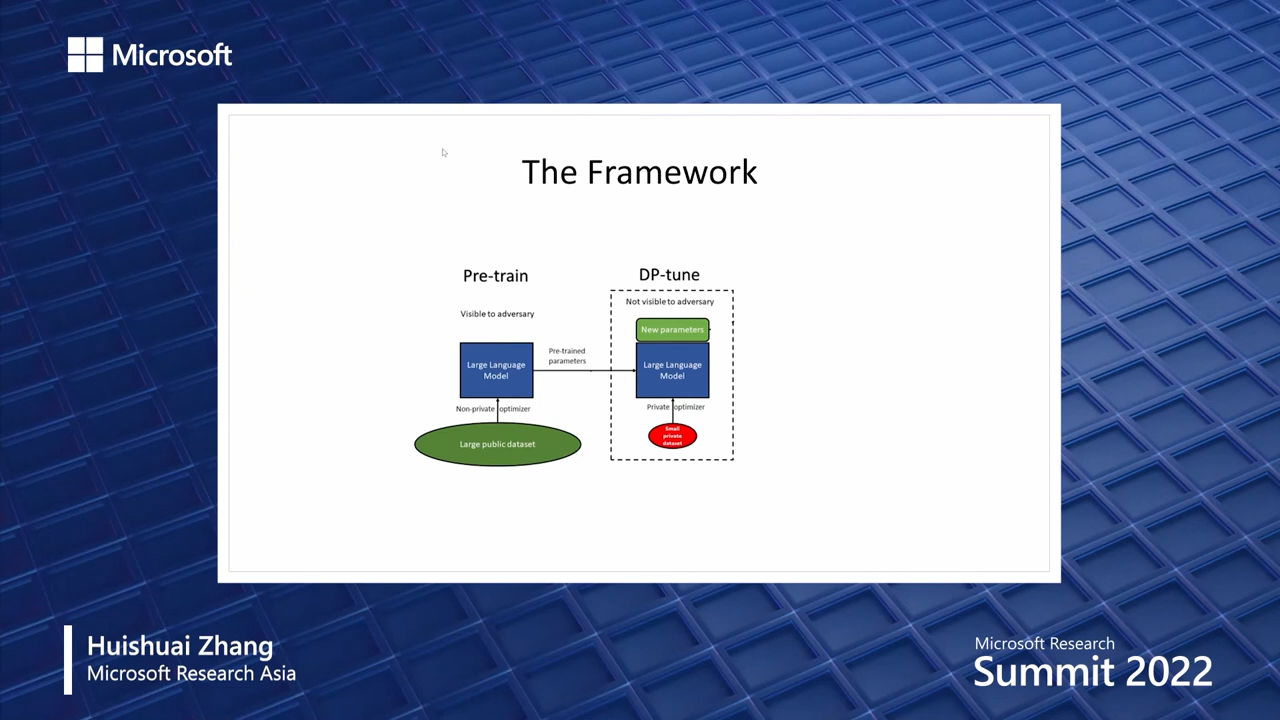 Microsoft
The Framework
Pre-train
DP-tune
Visible to adversary
Not visible to adversary
New parameters
Large Language
Model
Pre-trained
parameters
Large Language
Model
Non-private optimizer
Private optimizer
Large public dataset
Small
private
dataset
Huishuai Zhang
Microsoft Research Asia
Microsoft Research
Summit 2022